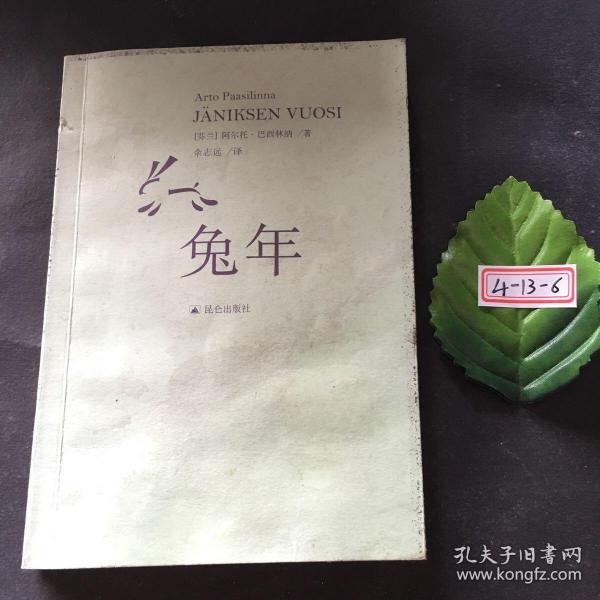 Arto Paasilinna
JÄNIKSEN VUOSI
[芬兰] 阿尔托·巴西林纳 /著
余志远 /译
兔年
昆仑出版社
4-13-6
孔夫子旧书网
www.kongfz.com